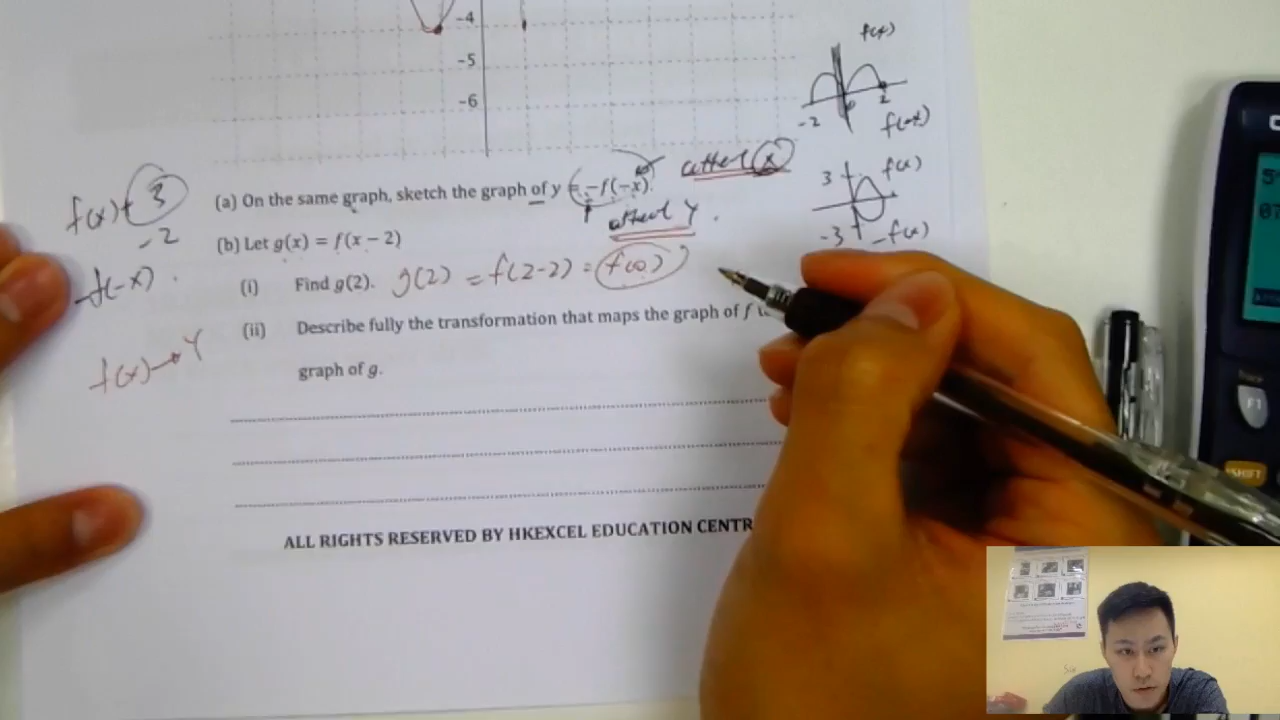 -4
-5
-6
f(x)
-2 2
f(-x)
f(x)+3
-2
(a) On the same graph, sketch the graph of y = -f(-x). affect x
affect y.
3 f(x)
-3 -f(x)
(b) Let g(x) = f(x - 2)
f(-x).
(i) Find g(2). g(2) = f(2-2) = f(0)
f(x) → Y
(ii) Describe fully the transformation that maps the graph of f
graph of g.
ALL RIGHTS RESERVED BY HKEXCEL EDUCATION CENTR
F1
SHIFT